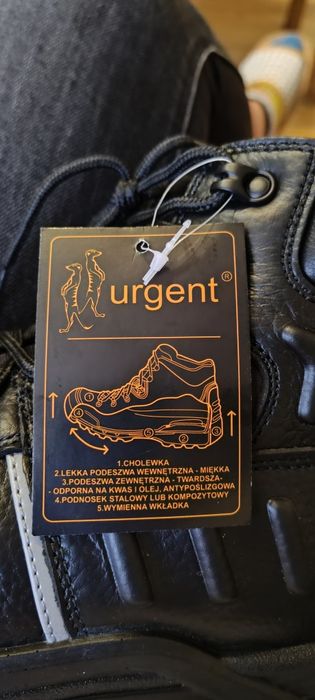 urgent®
1.CHOLEWKA
2.LEKKA PODESZWA WEWNĘTRZNA - MIĘKKA
3.PODESZWA ZEWNĘTRZNA - TWARDSZA-
- ODPORNA NA KWAS I OLEJ, ANTYPOŚLIZGOWA
4.PODNOSEK STALOWY LUB KOMPOZYTOWY
5.WYMIENNA WKŁADKA